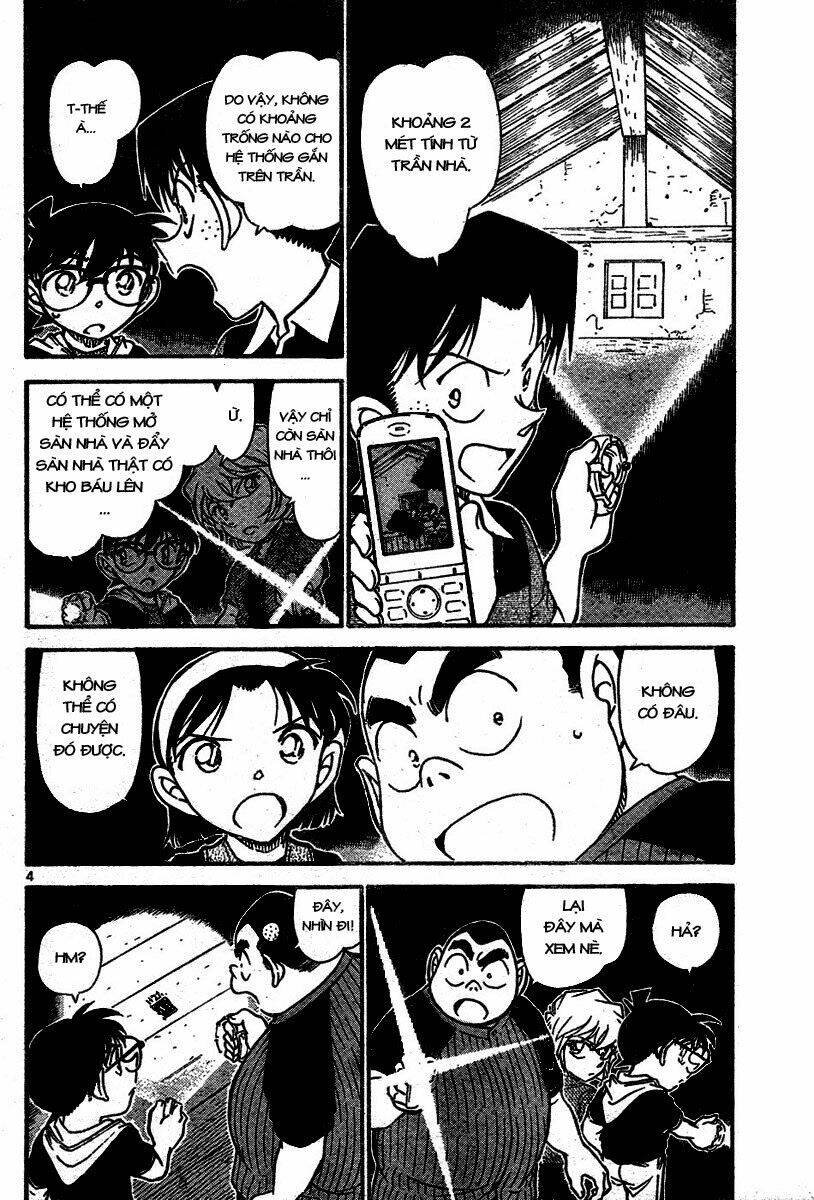 KHOẢNG 2
MÉT TÍNH TỪ
TRẦN NHÀ.
DO VẬY, KHÔNG
CÓ KHOẢNG
TRỐNG NÀO CHO
HỆ THỐNG GẮN
TRÊN TRẦN.
T-THẾ
À...
VẬY CHỈ
CÒN SÀN
NHÀ THÔI
...
Ừ.
CÓ THỂ CÓ MỘT
HỆ THỐNG MỞ
SÀN NHÀ VÀ ĐẨY
SÀN NHÀ THẬT CÓ
KHO BÁU LÊN
...
KHÔNG
CÓ ĐÂU.
KHÔNG
THỂ CÓ
CHUYỆN
ĐÓ ĐƯỢC.
4
HẢ?
LẠI
ĐÂY MÀ
XEM NÈ.
ĐÂY,
NHÌN ĐI!
HM?